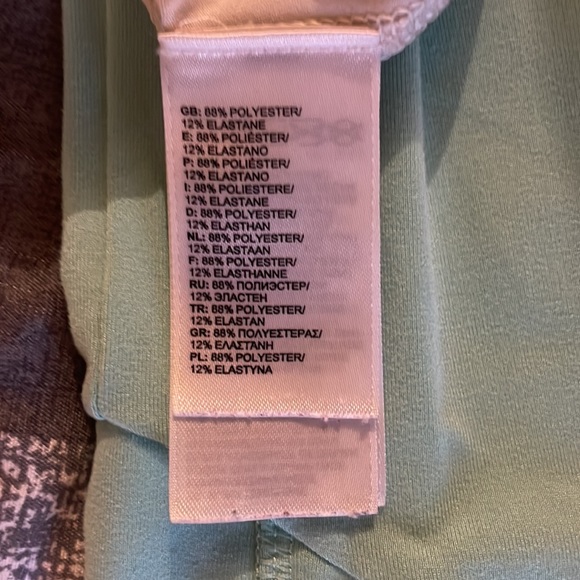 GB: 88% POLYESTER/
12% ELASTANE
E: 88% POLIÉSTER/
12% ELASTANO
P: 88% POLIÉSTER/
12% ELASTANO
I: 88% POLIESTERE/
12% ELASTANE
D: 88% POLYESTER/
12% ELASTHAN
NL: 88% POLYESTER/
12% ELASTAAN
F: 88% POLYESTER/
12% ELASTHANNE
RU: 88% ПОЛИЭСТЕР/
12% ЭЛАСТЕН
TR: 88% POLYESTER/
12% ELASTAN
GR: 88% ΠΟΛΥΕΣΤΕΡΑΣ/
12% ΕΛΑΣΤΑΝΗ
PL: 88% POLYESTER/
12% ELASTYNA